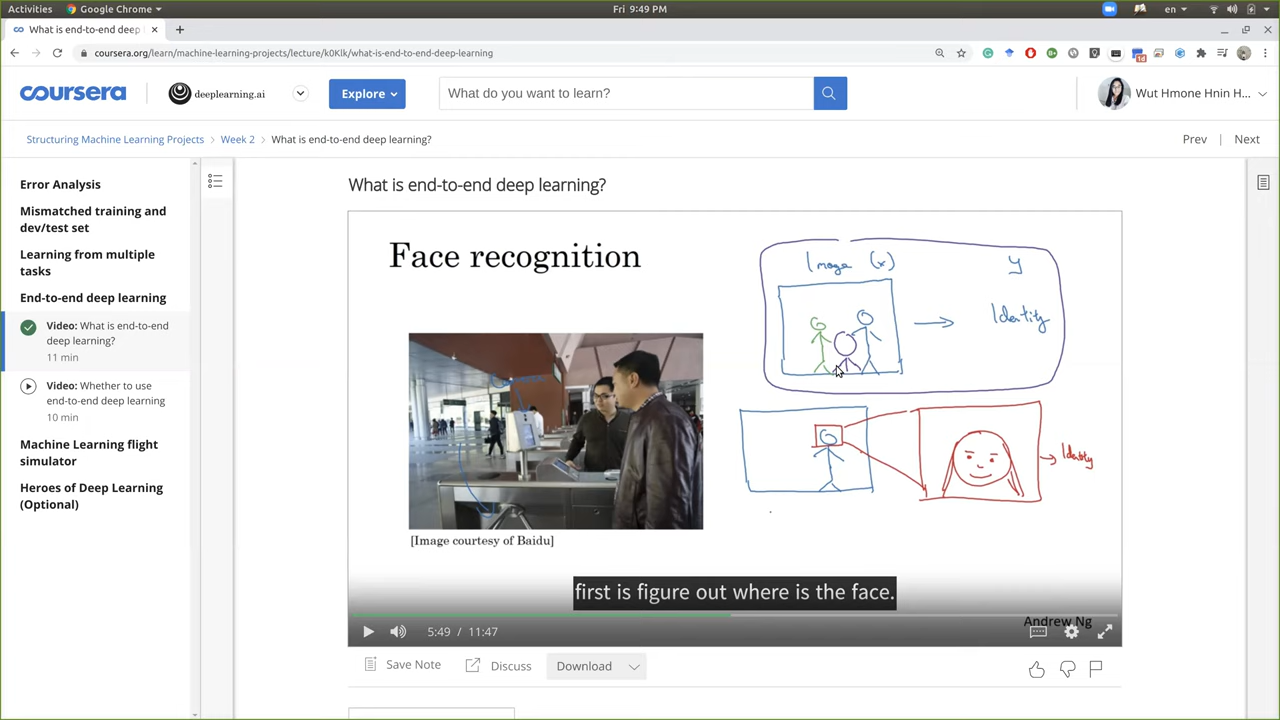 Activities
Google Chrome
Fri 9:49 PM
en
What is end-to-end deep
coursera.org/learn/machine-learning-projects/lecture/k0Klk/what-is-end-to-end-deep-learning
1d
coursera
deeplearning.ai
Explore
What do you want to learn?
Wut Hmone Hnin H...
Structuring Machine Learning Projects
Week 2
What is end-to-end deep learning?
Prev
Next
Error Analysis
Mismatched training and
dev/test set
Learning from multiple
tasks
End-to-end deep learning
Video: What is end-to-end
deep learning?
11 min
Video: Whether to use
end-to-end deep learning
10 min
Machine Learning flight
simulator
Heroes of Deep Learning
(Optional)
What is end-to-end deep learning?
Face recognition
Image (x)
y
Identity
Camera
Identity
[Image courtesy of Baidu]
first is figure out where is the face.
Andrew Ng
5:49 / 11:47
Save Note
Discuss
Download